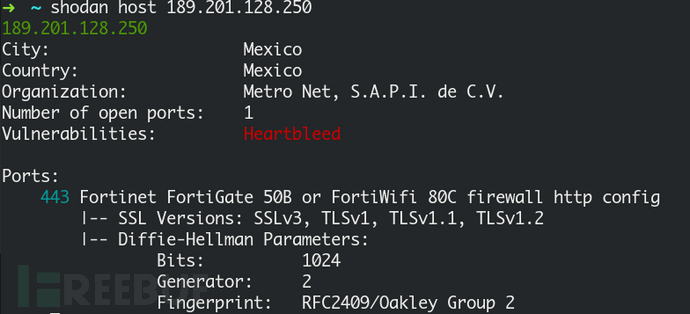 ➜ ~ shodan host 189.201.128.250
189.201.128.250
City: Mexico
Country: Mexico
Organization: Metro Net, S.A.P.I. de C.V.
Number of open ports: 1
Vulnerabilities: Heartbleed
Ports:
443 Fortinet FortiGate 50B or FortiWifi 80C firewall http config
|-- SSL Versions: SSLv3, TLSv1, TLSv1.1, TLSv1.2
|-- Diffie-Hellman Parameters:
Bits: 1024
Generator: 2
Fingerprint: RFC2409/Oakley Group 2
FREEBUF